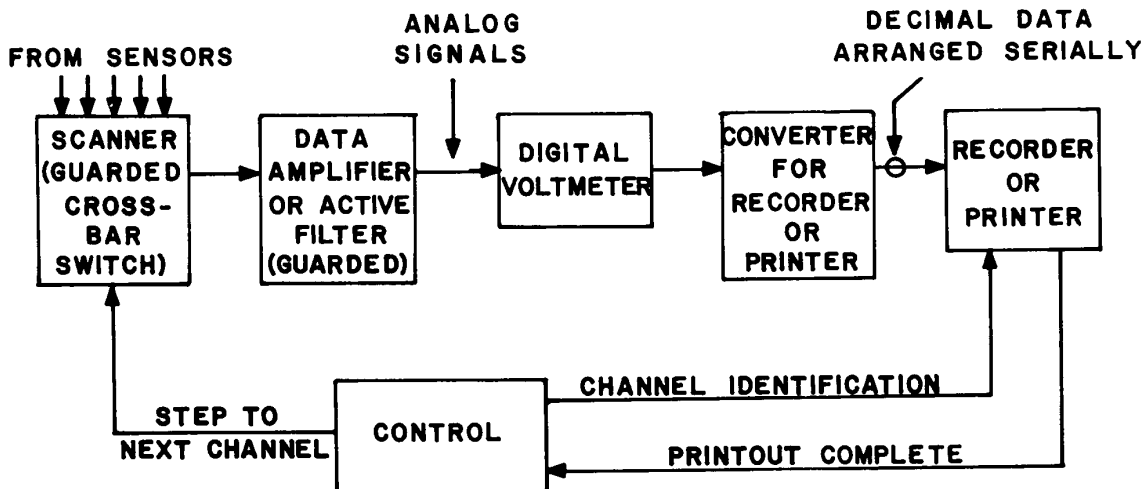 FROM SENSORS
ANALOG
SIGNALS
DECIMAL DATA
ARRANGED SERIALLY
SCANNER
(GUARDED
CROSS-
BAR
SWITCH)
DATA
AMPLIFIER
OR ACTIVE
FILTER
(GUARDED)
DIGITAL
VOLTMETER
CONVERTER
FOR
RECORDER
OR
PRINTER
RECORDER
OR
PRINTER
STEP TO
NEXT CHANNEL
CONTROL
CHANNEL IDENTIFICATION
PRINTOUT COMPLETE